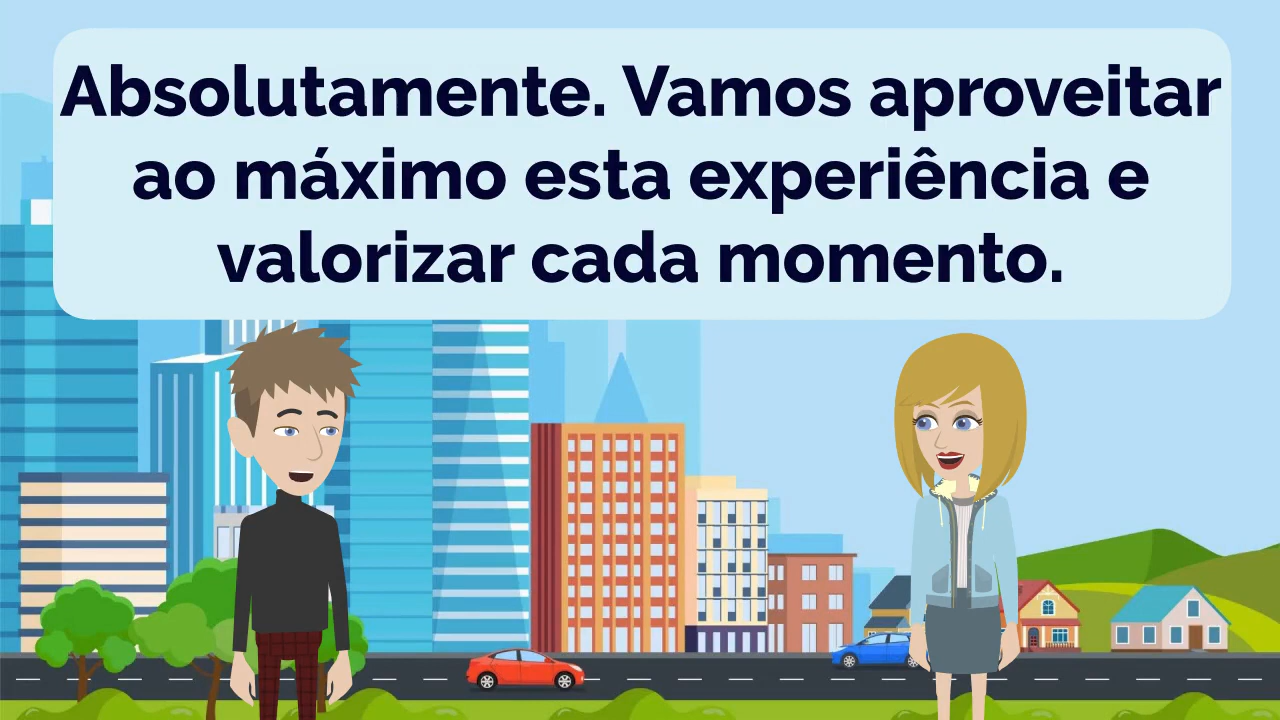 Absolutamente. Vamos aproveitar
ao máximo esta experiência e
valorizar cada momento.